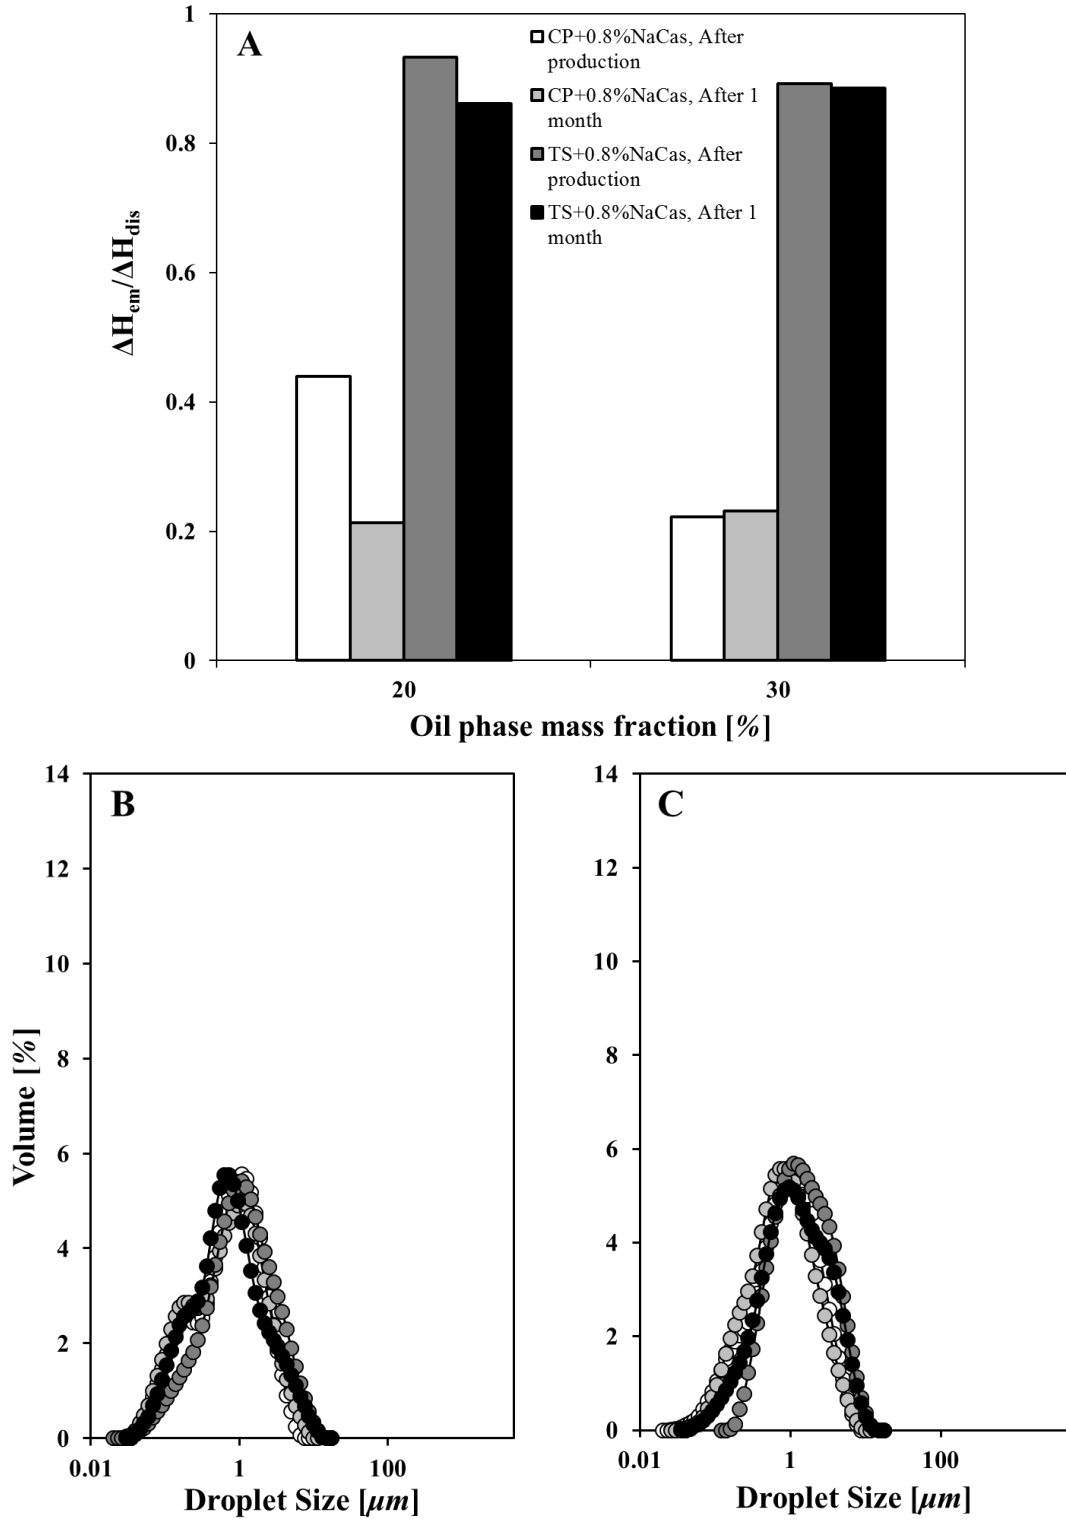 A
1
0.8
0.6
0.4
0.2
0
ΔH_em/ΔH_dis
CP+0.8%NaCas, After
production
CP+0.8%NaCas, After 1
month
TS+0.8%NaCas, After
production
TS+0.8%NaCas, After 1
month
20
30
Oil phase mass fraction [%]
B
14
12
10
8
6
4
2
0
Volume [%]
0.01
1
100
Droplet Size [μm]
C
14
12
10
8
6
4
2
0
0.01
1
100
Droplet Size [μm]